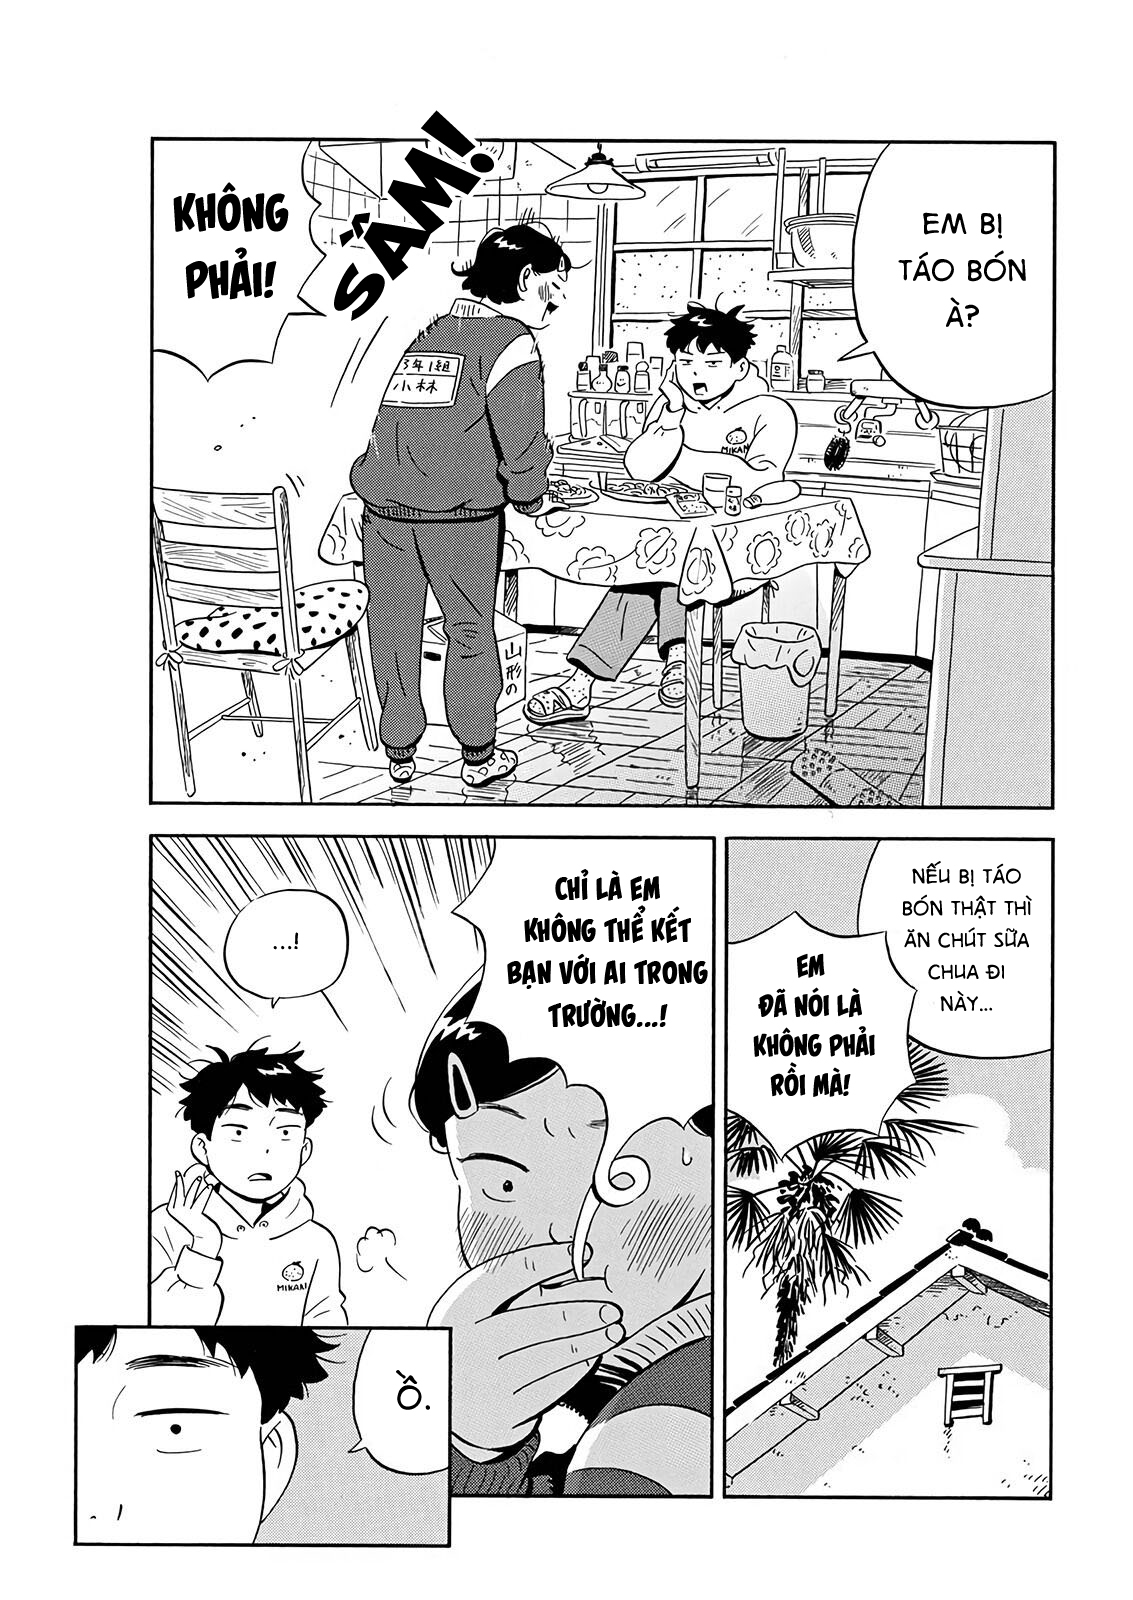 EM BỊ
TÁO BÓN
À?
SẦM!
KHÔNG
PHẢI!
3年1組
小林
MIKAN
山形の
NẾU BỊ TÁO
BÓN THẬT THÌ
ĂN CHÚT SỮA
CHUA ĐI
NÀY...
EM
ĐÃ NÓI LÀ
KHÔNG PHẢI
RỒI MÀ!
CHỈ LÀ EM
KHÔNG THỂ KẾT
BẠN VỚI AI TRONG
TRƯỜNG...!
...!
MIKAN
Ồ.